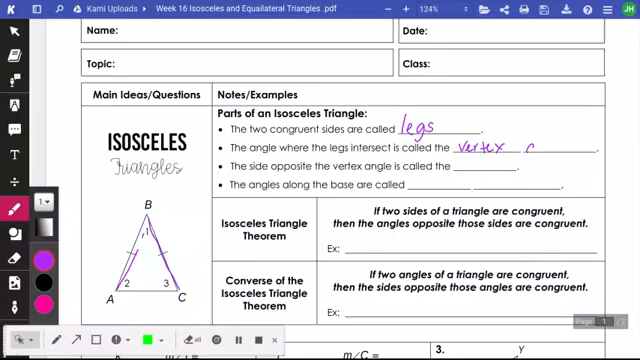 Kami Uploads ▸ Week 16 Isosceles and Equilateral Triangles .pdf
124%
JH
Name:
Date:
Topic:
Class:
Main Ideas/Questions
Notes/Examples
ISOSCELES
Triangles
B
1
2
3
A
C
Parts of an Isosceles Triangle:
• The two congruent sides are called legs.
• The angle where the legs intersect is called the vertex.
• The side opposite the vertex angle is called the
• The angles along the base are called
Isosceles Triangle
Theorem
If two sides of a triangle are congruent,
then the angles opposite those sides are congruent.
Ex:
Converse of the
Isosceles Triangle
Theorem
If two angles of a triangle are congruent,
then the sides opposite those angles are congruent.
Ex:
1
Page 1 / 2
m∠C =
3.
Y